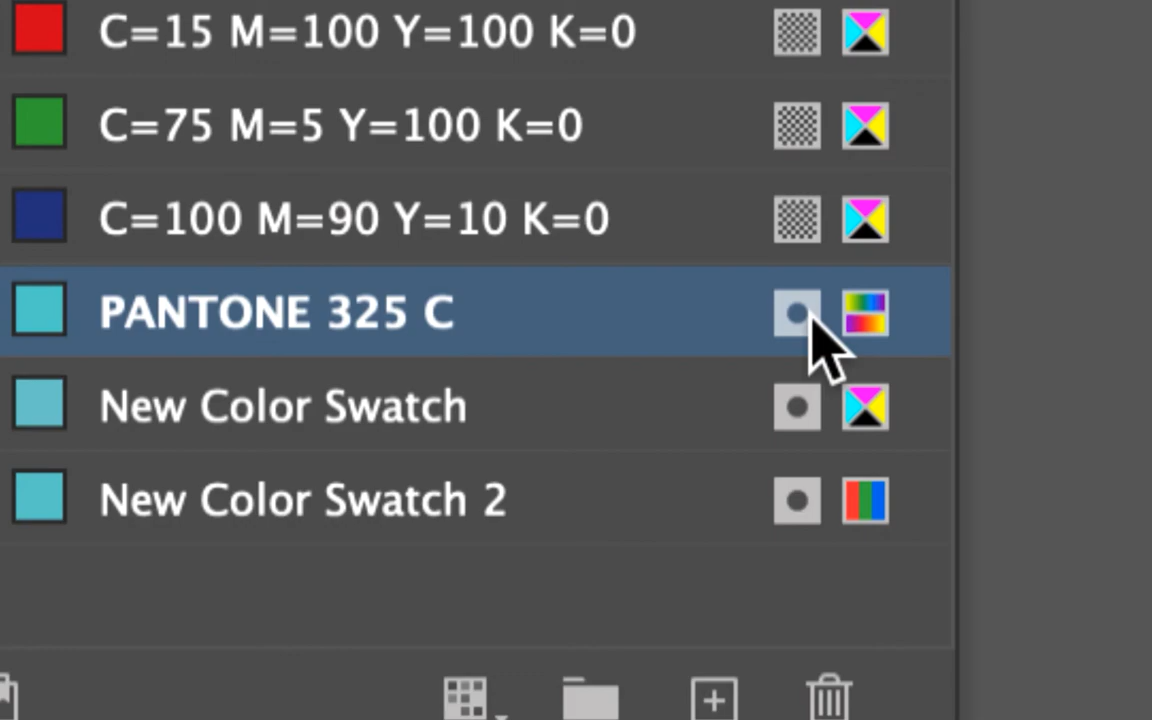 C=15 M=100 Y=100 K=0
C=75 M=5 Y=100 K=0
C=100 M=90 Y=10 K=0
PANTONE 325 C
New Color Swatch
New Color Swatch 2